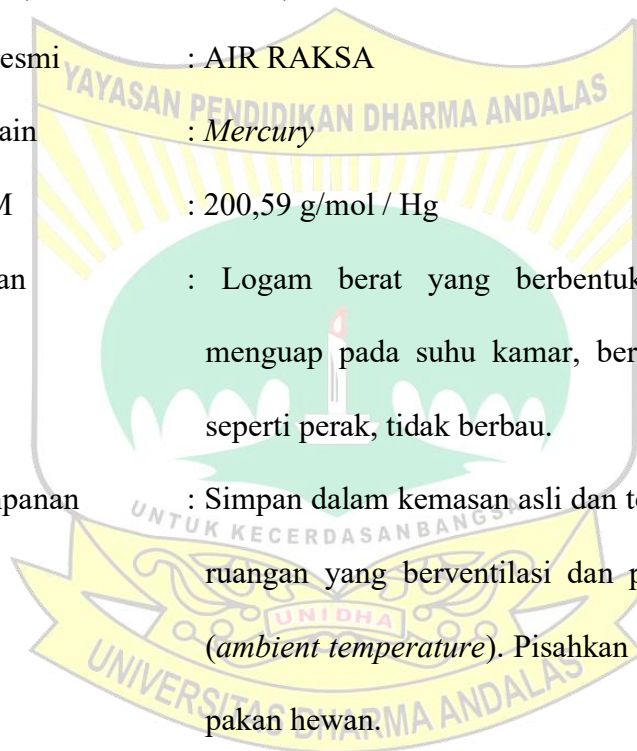 esmi : AIR RAKSA
YAYASAN PENDIDIKAN DHARMA ANDALAS
ain : Mercury
M : 200,59 g/mol / Hg
an : Logam berat yang berbentuk
menguap pada suhu kamar, ber
seperti perak, tidak berbau.
npanan : Simpan dalam kemasan asli dan te
UNTUK KECERDASAN BANGSA
ruangan yang berventilasi dan p
UNIDHA
(ambient temperature). Pisahkan
UNIVERSITAS DHARMA ANDALAS
pakan hewan.